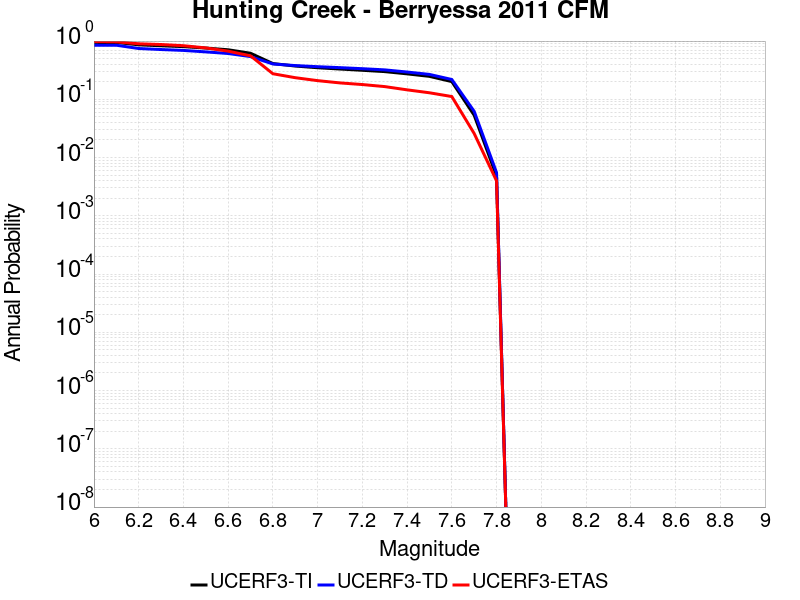 Hunting Creek - Berryessa 2011 CFM
Annual Probability
10^0
10^-1
10^-2
10^-3
10^-4
10^-5
10^-6
10^-7
10^-8
6 6.2 6.4 6.6 6.8 7 7.2 7.4 7.6 7.8 8 8.2 8.4 8.6 8.8 9
Magnitude
UCERF3-TI UCERF3-TD UCERF3-ETAS